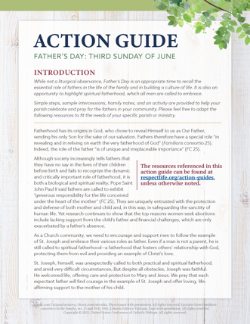 ACTION GUIDE
FATHER'S DAY: THIRD SUNDAY OF JUNE
INTRODUCTION
While not a liturgical observance, Father's Day is an appropriate time to recall the
essential role of fathers in the life of the family and in building a culture of life. It is also an
opportunity to highlight spiritual fatherhood, which all men are called to embrace.
Simple steps, sample intercessions, homily notes, and an activity are provided to help your
parish celebrate and pray for the fathers in your community. Please feel free to adapt the
following resources to fit the needs of your specific parish or ministry.
Fatherhood has its origins in God, who chose to reveal Himself to us as Our Father,
sending his only Son for the sake of our salvation. Fathers therefore have a special role "in
revealing and in reliving on earth the very fatherhood of God" (Familiaris consortio, 25).
Indeed, the role of the father "is of unique and irreplaceable importance" (FC 25).
Although society increasingly tells fathers that
they have no say in the lives of their children
before birth and fails to recognize the dynamic
and critically important role of fatherhood, it is
both a biological and spiritual reality. Pope Saint
John Paul II said fathers are called to exhibit
"generous responsibility for the life conceived
under the heart of the mother" (FC 25). They are uniquely entrusted with the protection
and defense of both mother and child and, in this way, in safeguarding the sanctity of
human life. Yet research continues to show that the top reasons women seek abortions
include lacking support from the child's father and financial challenges, which are only
exacerbated by a father's absence.
The resources referenced in this
action guide can be found at
respectlife.org/action-guides,
unless otherwise noted.
As a Church community, we need to encourage and support men to follow the example
of St. Joseph and embrace their various roles as father. Even if a man is not a parent, he is
still called to spiritual fatherhood: a fatherhood that fosters others' relationship with God,
protecting them from evil and providing an example of Christ's love.
St. Joseph, himself, was unexpectedly called to both practical and spiritual fatherhood,
and amid very difficult circumstances. But despite all obstacles, Joseph was faithful.
He welcomed life, offering care and protection to Mary and Jesus. We pray that each
expectant father will find courage in the example of St. Joseph and offer loving, life
affirming support to the mother of his child.